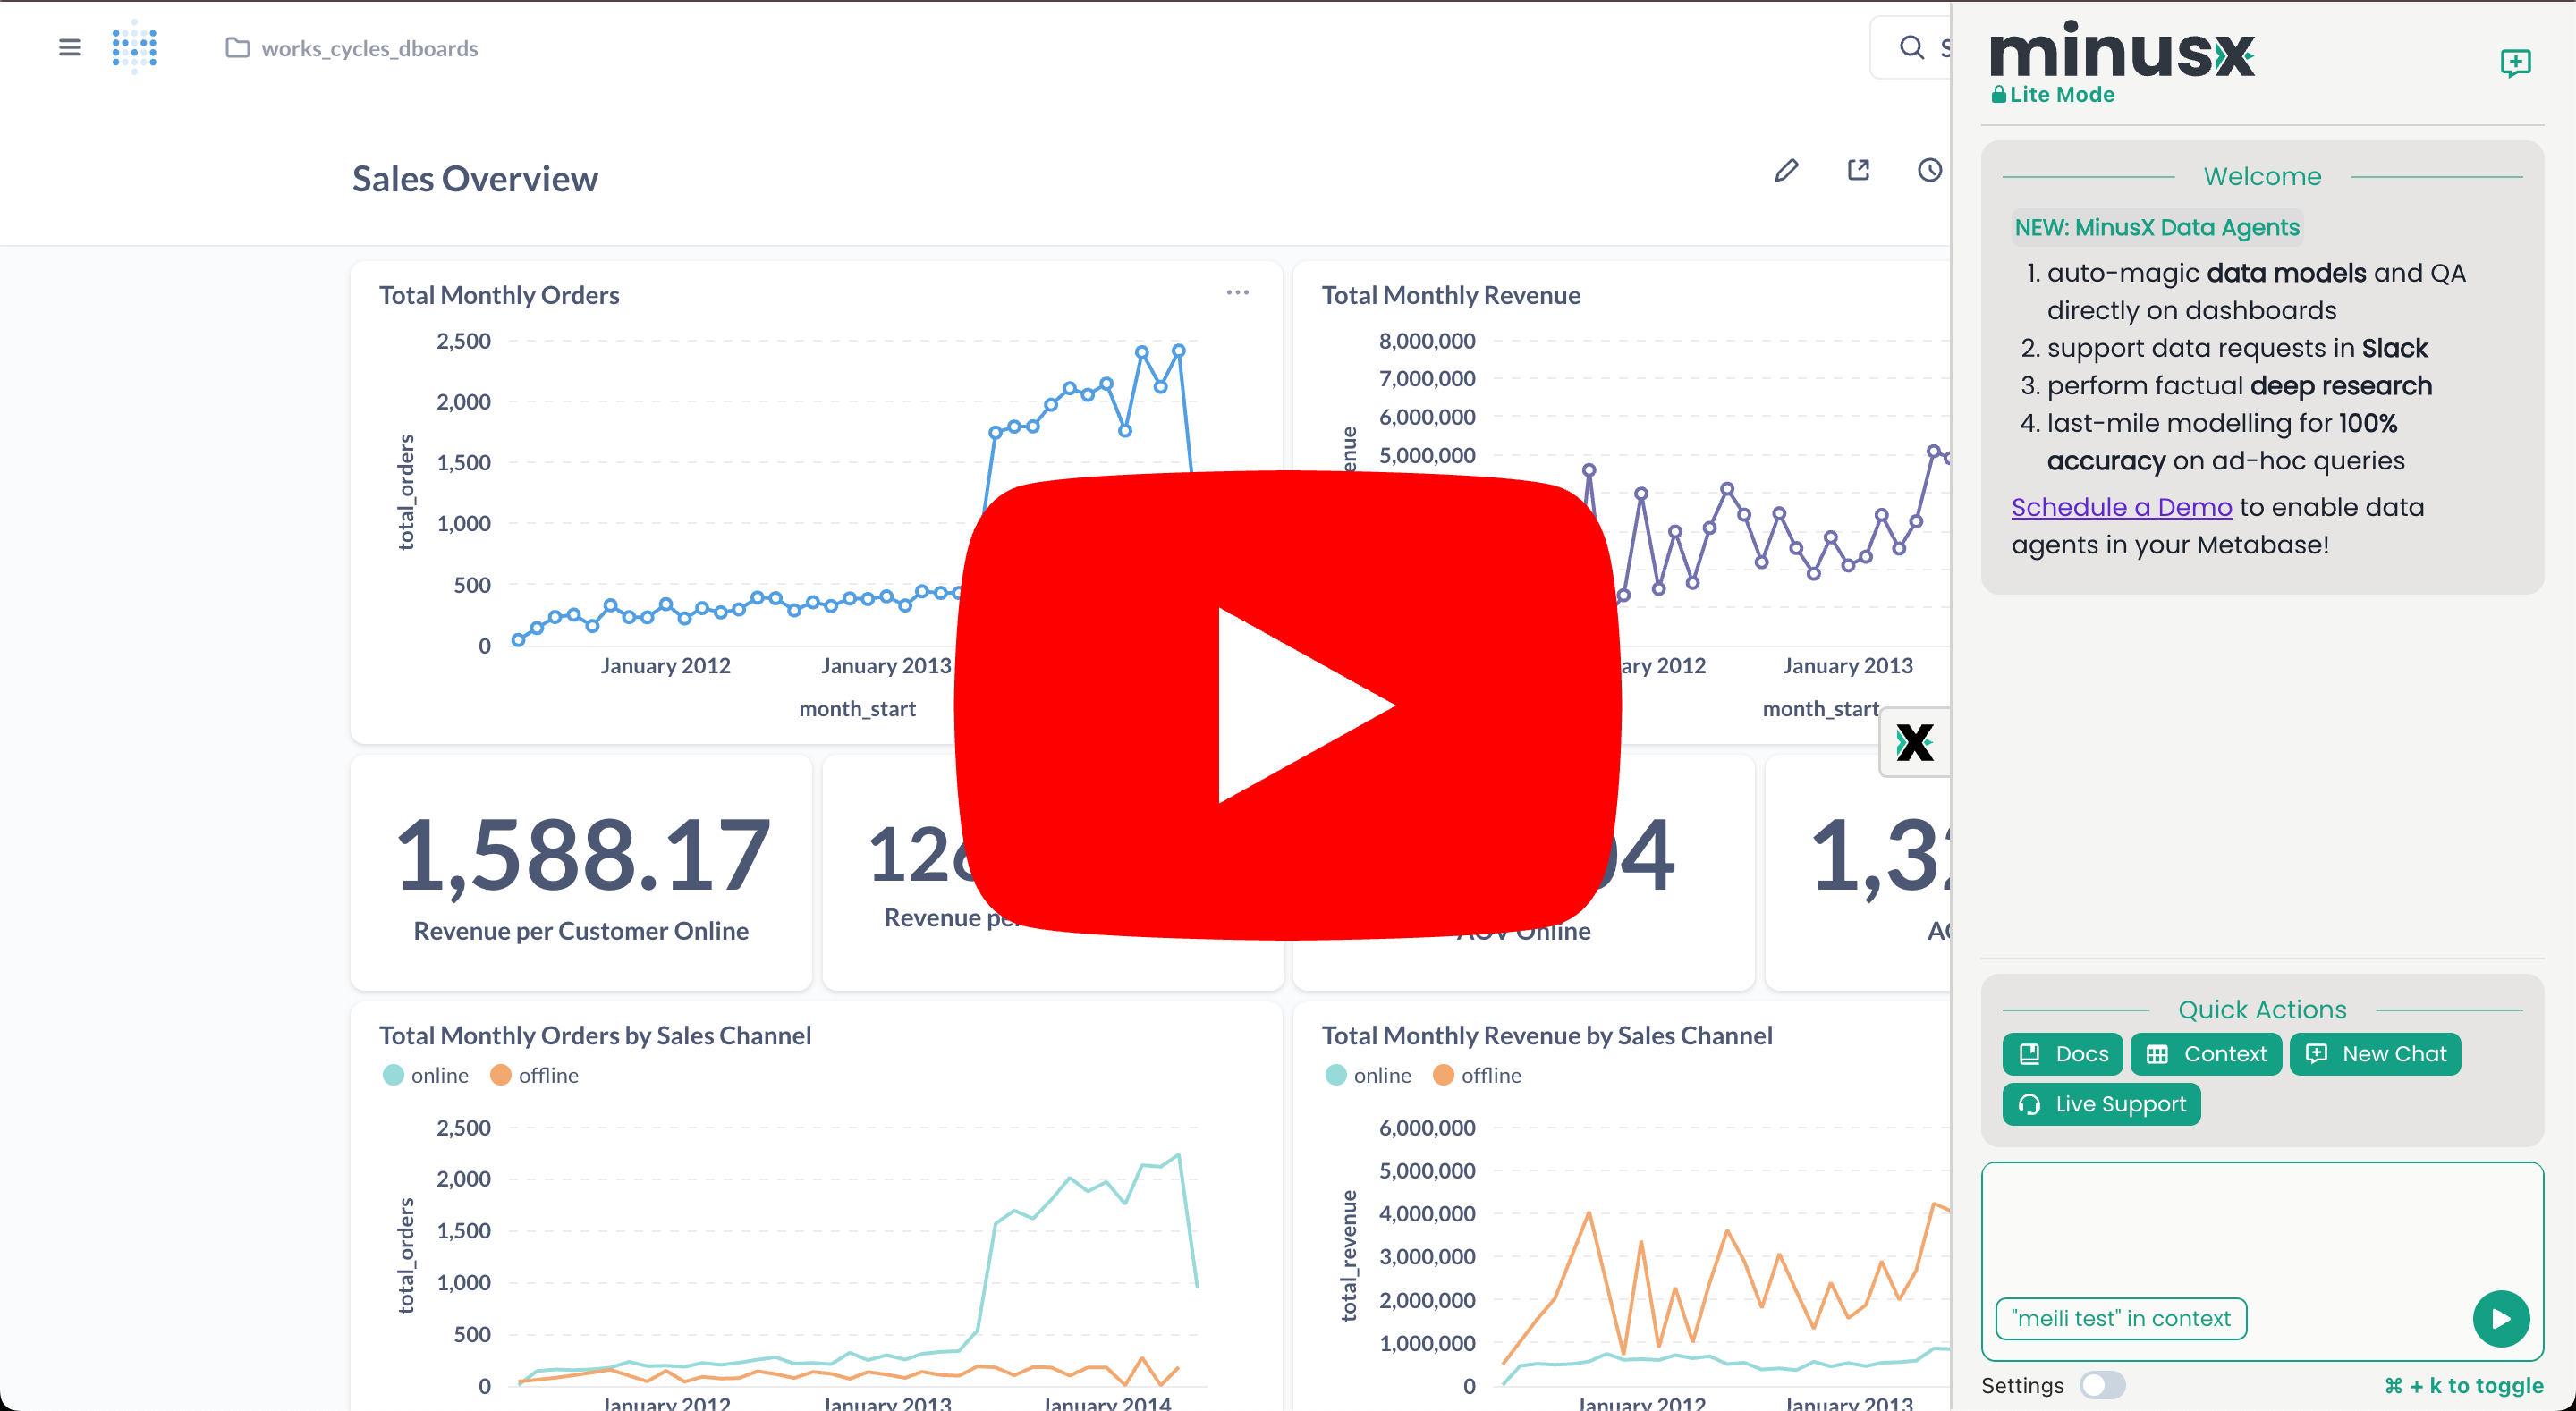 works_cycles_dboards
Sales Overview
Total Monthly Orders
2,500
2,000
1,500
1,000
500
0
total_orders
January 2012
January 2013
month_start
Total Monthly Revenue
8,000,000
7,000,000
6,000,000
5,000,000
January 2013
month_start
1,588.17
Revenue per Customer Online
Revenue
AOV Online
Total Monthly Orders by Sales Channel
online
offline
2,500
2,000
1,500
1,000
500
0
total_orders
January 2012
January 2013
January 2014
Total Monthly Revenue by Sales Channel
online
offline
6,000,000
5,000,000
4,000,000
3,000,000
2,000,000
1,000,000
0
total_revenue
January 2012
January 2013
minusx
Lite Mode
Welcome
NEW: MinusX Data Agents
1. auto-magic data models and QA
directly on dashboards
2. support data requests in Slack
3. perform factual deep research
4. last-mile modelling for 100%
accuracy on ad-hoc queries
Schedule a Demo to enable data
agents in your Metabase!
Quick Actions
Docs
Context
New Chat
Live Support
"meili test" in context
Settings
⌘ + k to toggle